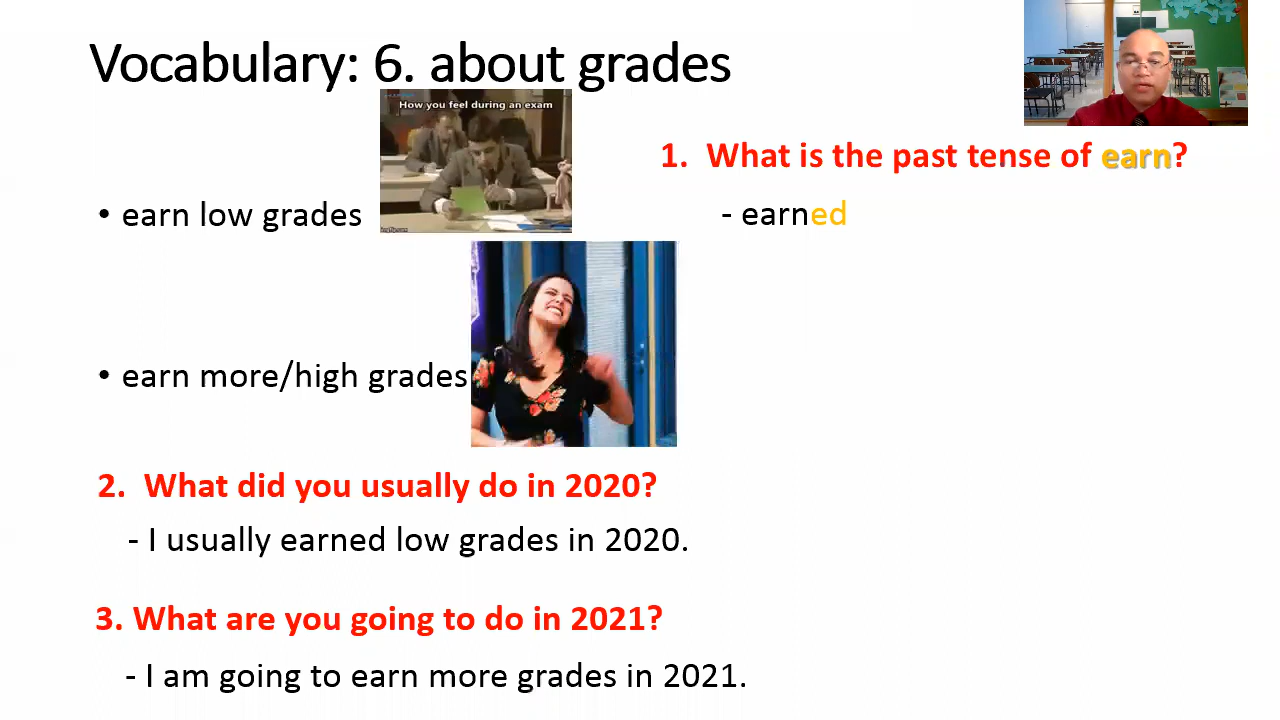 Vocabulary: 6. about grades
How you feel during an exam
1. What is the past tense of earn?
- earned
• earn low grades
imgflip.com
• earn more/high grades
2. What did you usually do in 2020?
- I usually earned low grades in 2020.
3. What are you going to do in 2021?
- I am going to earn more grades in 2021.